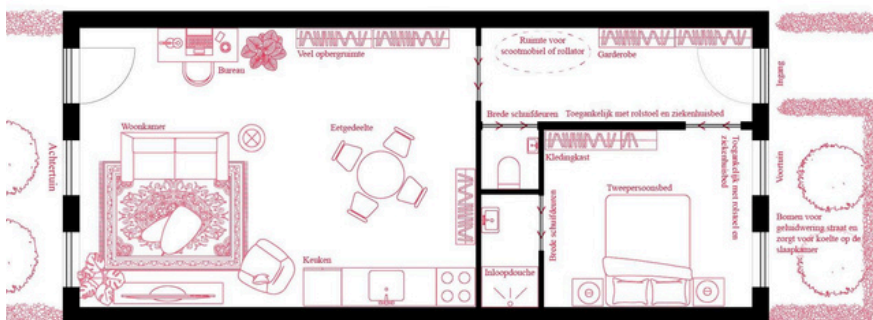 Bureau
Veel opbergruimte
Ruimte voor
scootmobiel of rollator
Garderobe
Ingang
Woonkamer
Eetgedeelte
Brede schuifdeuren
Toegankelijk met rolstoel en ziekenhuisbed
Kledingkast
Toegankelijk met rolstoel en
ziekenhuisbed
Achtertuin
Voortuin
Tweepersoonsbed
Brede schuifdeuren
Bomen voor
geluidwering straat en
zorgt voor koelte op de
slaapkamer
Keuken
Inloopdouche